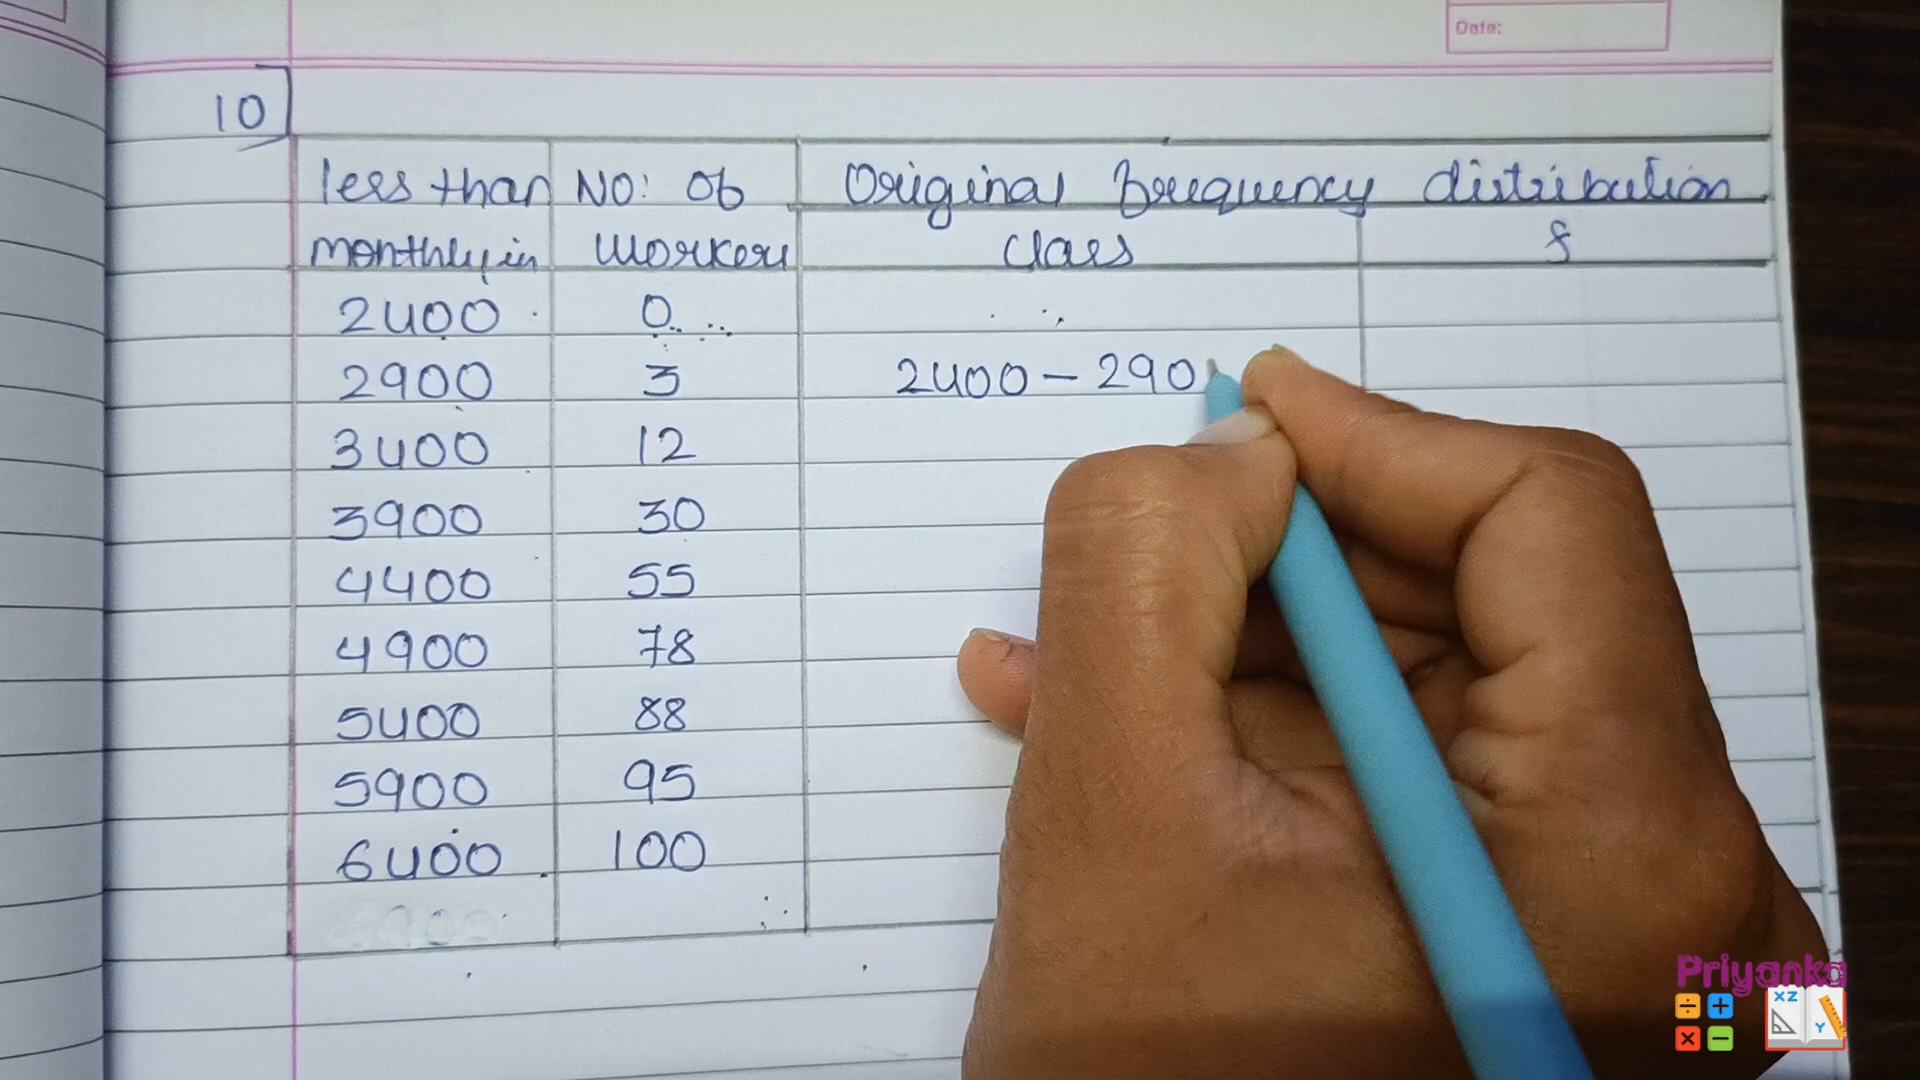 Date:
10
less than No: of Original frequency distribution
monthly in workers class f
2400 0
2900 3 2400 - 290
3400 12
3900 30
4400 55
4900 78
5400 88
5900 95
6400 100
Priyanka
XZ
Y